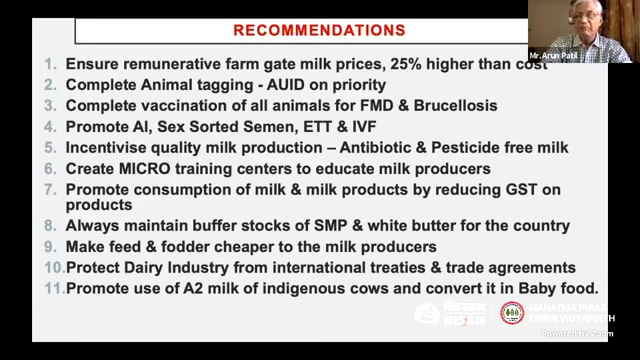 RECOMMENDATIONS
Mr.Arun Patil
1. Ensure remunerative farm gate milk prices, 25% higher than cost
2. Complete Animal tagging - AUID on priority
3. Complete vaccination of all animals for FMD & Brucellosis
4. Promote AI, Sex Sorted Semen, ETT & IVF
5. Incentivise quality milk production – Antibiotic & Pesticide free milk
6. Create MICRO training centers to educate milk producers
7. Promote consumption of milk & milk products by reducing GST on
products
8. Always maintain buffer stocks of SMP & white butter for the country
9. Make feed & fodder cheaper to the milk producers
10. Protect Dairy Industry from international treaties & trade agreements
11. Promote use of A2 milk of indigenous cows and convert it in Baby food.
किसान
KISAN
MAHATMA PHULE
KRISHI VIDYAPEETH
Powered by Zoom